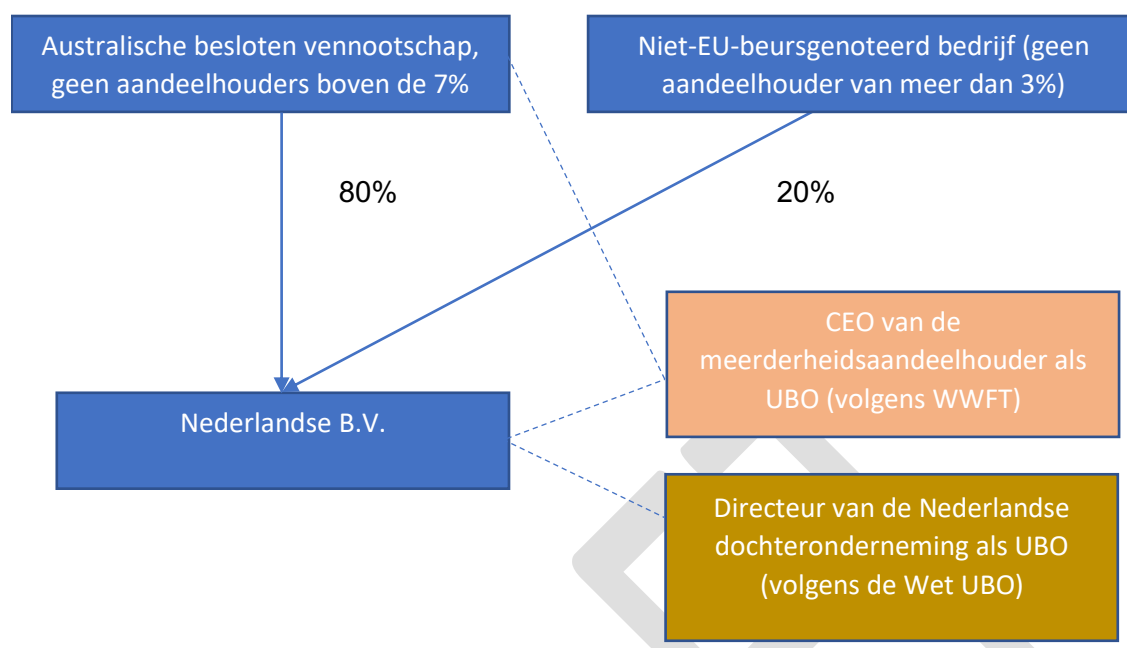 Australische besloten vennootschap,
geen aandeelhouders boven de 7%
Niet-EU-beursgenoteerd bedrijf (geen
aandeelhouder van meer dan 3%)
80%
20%
CEO van de
meerderheidsaandeelhouder als
UBO (volgens WWFT)
Nederlandse B.V.
Directeur van de Nederlandse
dochteronderneming als UBO
(volgens de Wet UBO)